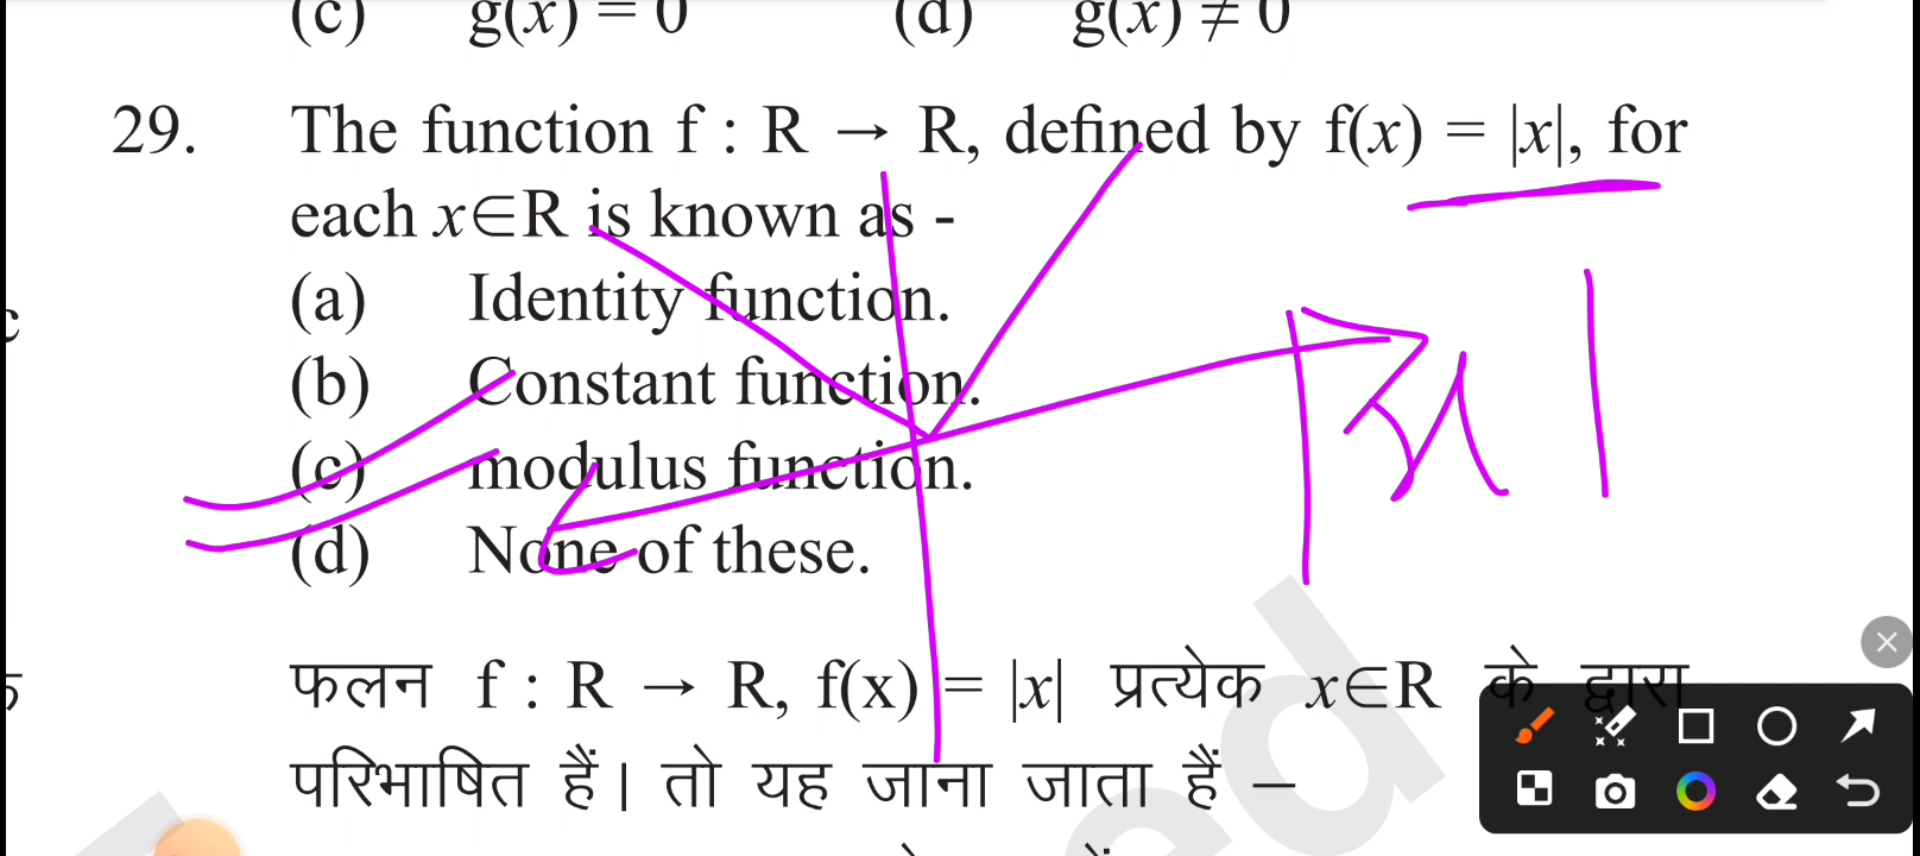 (c) g(x) = 0 (d) g(x) ≠ 0
29. The function f : R → R, defined by f(x) = |x|, for
each x∈R is known as -
(a) Identity function.
(b) Constant function.
(c) modulus function.
(d) None of these.
|x|
फलन f : R → R, f(x) = |x| प्रत्येक x∈R के द्वारा
परिभाषित हैं। तो यह जाना जाता हैं –